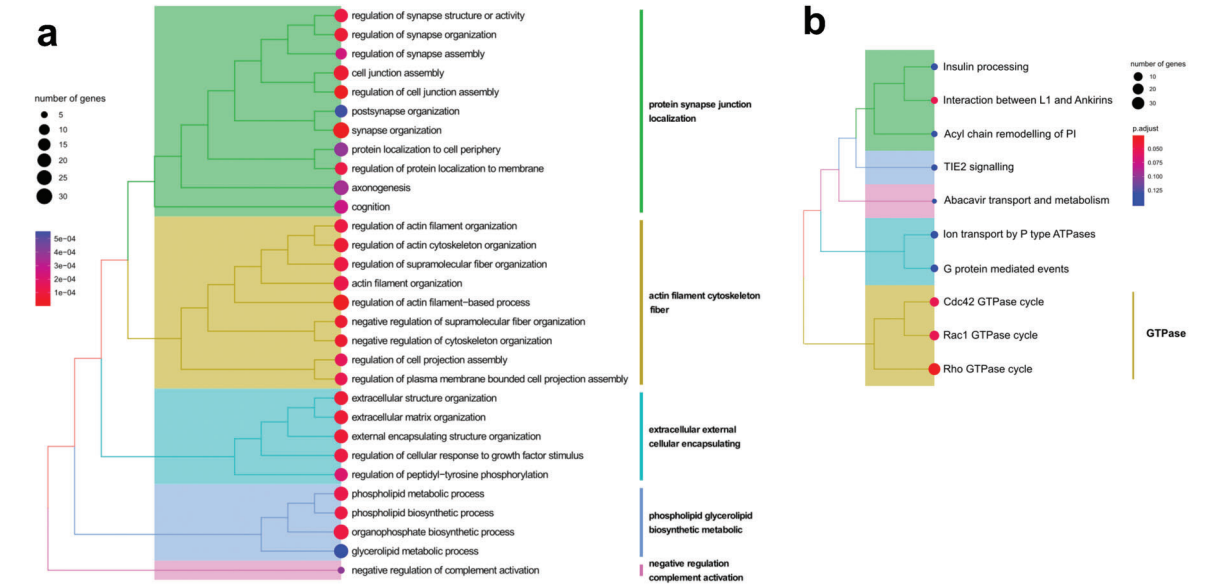 a
number of genes
5
10
15
20
25
30
5e−04
4e−04
3e−04
2e−04
1e−04
regulation of synapse structure or activity
regulation of synapse organization
regulation of synapse assembly
cell junction assembly
regulation of cell junction assembly
postsynapse organization
synapse organization
protein localization to cell periphery
regulation of protein localization to membrane
axonogenesis
cognition
regulation of actin filament organization
regulation of actin cytoskeleton organization
regulation of supramolecular fiber organization
actin filament organization
regulation of actin filament−based process
negative regulation of supramolecular fiber organization
negative regulation of cytoskeleton organization
regulation of cell projection assembly
regulation of plasma membrane bounded cell projection assembly
extracellular structure organization
extracellular matrix organization
external encapsulating structure organization
regulation of cellular response to growth factor stimulus
regulation of peptidyl−tyrosine phosphorylation
phospholipid metabolic process
phospholipid biosynthetic process
organophosphate biosynthetic process
glycerolipid metabolic process
negative regulation of complement activation
protein synapse junction
localization
actin filament cytoskeleton
fiber
extracellular external
cellular encapsulating
phospholipid glycerolipid
biosynthetic metabolic
negative regulation
complement activation
b
Insulin processing
Interaction between L1 and Ankirins
Acyl chain remodelling of PI
TIE2 signalling
Abacavir transport and metabolism
Ion transport by P type ATPases
G protein mediated events
Cdc42 GTPase cycle
Rac1 GTPase cycle
Rho GTPase cycle
number of genes
10
20
30
p.adjust
0.050
0.075
0.100
0.125
GTPase